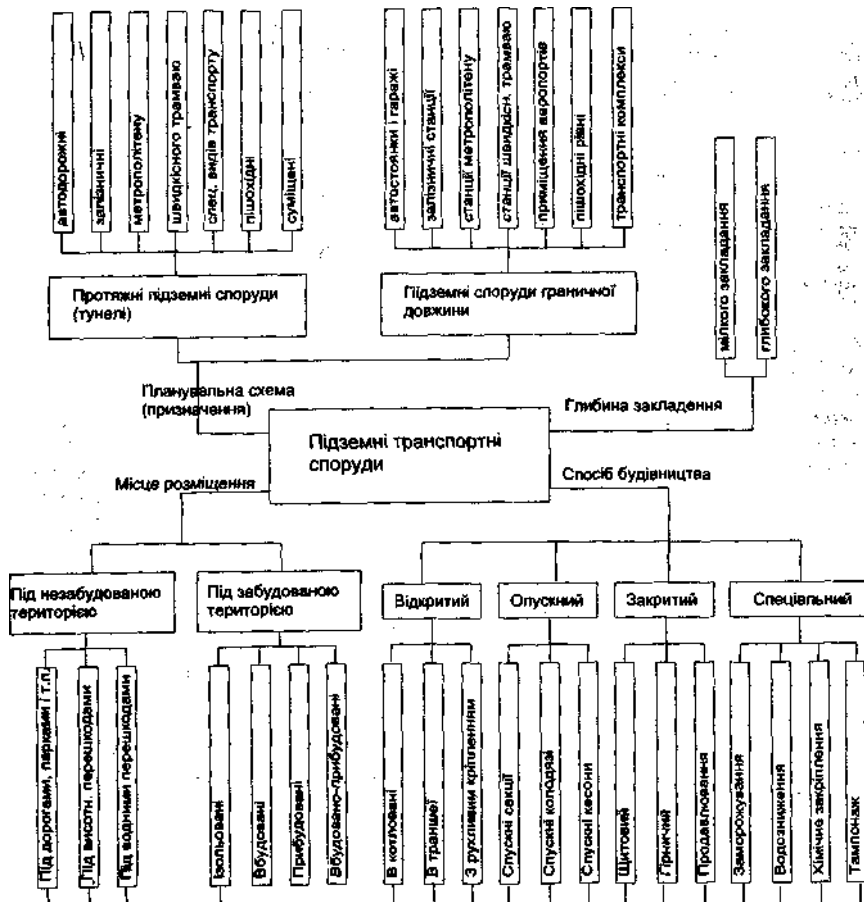 автодорожні
залізничні
метрополітену
швидкісного трамваю
спец. видів транспорту
пішохідні
суміщені
автостоянки і гаражі
залізничні станції
станції метрополітену
станції швидкісн. трамваю
приміщення аеропортів
пішохідні рівні
транспортні комплекси
мілкого закладання
глибокого закладання
Протяжні підземні споруди
(тунелі)
Підземні споруди граничної
довжини
Планувальна схема
(призначення)
Глибина закладення
Підземні транспортні
споруди
Місце розміщення
Спосіб будівництва
Під незабудованою
територією
Під забудованою
територією
Відкритий
Опускний
Закритий
Спеціальний
Під дорогами, парками і т.п.
Під висотн. перешкодами
Під водними перешкодами
Ізольовані
Вбудовані
Прибудовані
Вбудовано-прибудовані
В котловані
В траншеї
З рухливим кріпленням
Спускні секції
Спускні колодязі
Спускні кесони
Щитовий
Гірничий
Продавлювання
Заморожування
Водозниження
Хімічне закріплення
Тампонаж